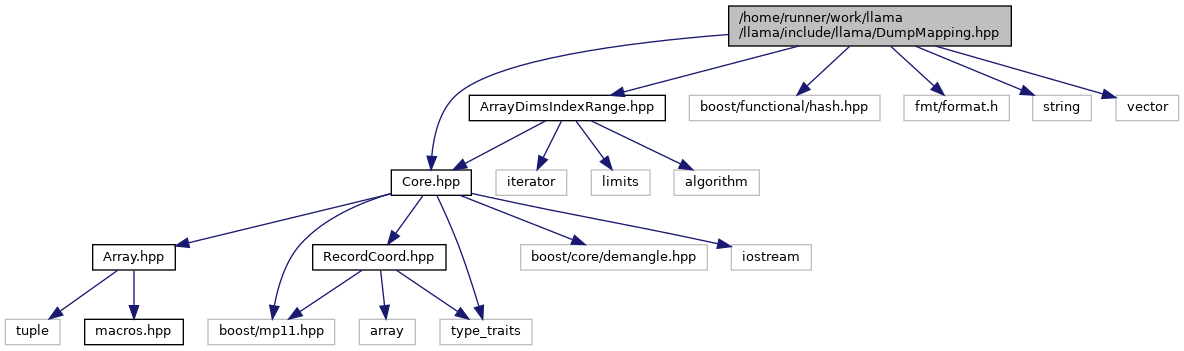 /home/runner/work/llama
/llama/include/llama/DumpMapping.hpp
ArrayDimsIndexRange.hpp
boost/functional/hash.hpp
fmt/format.h
string
vector
Core.hpp
iterator
limits
algorithm
Array.hpp
RecordCoord.hpp
boost/core/demangle.hpp
iostream
tuple
macros.hpp
boost/mp11.hpp
array
type_traits